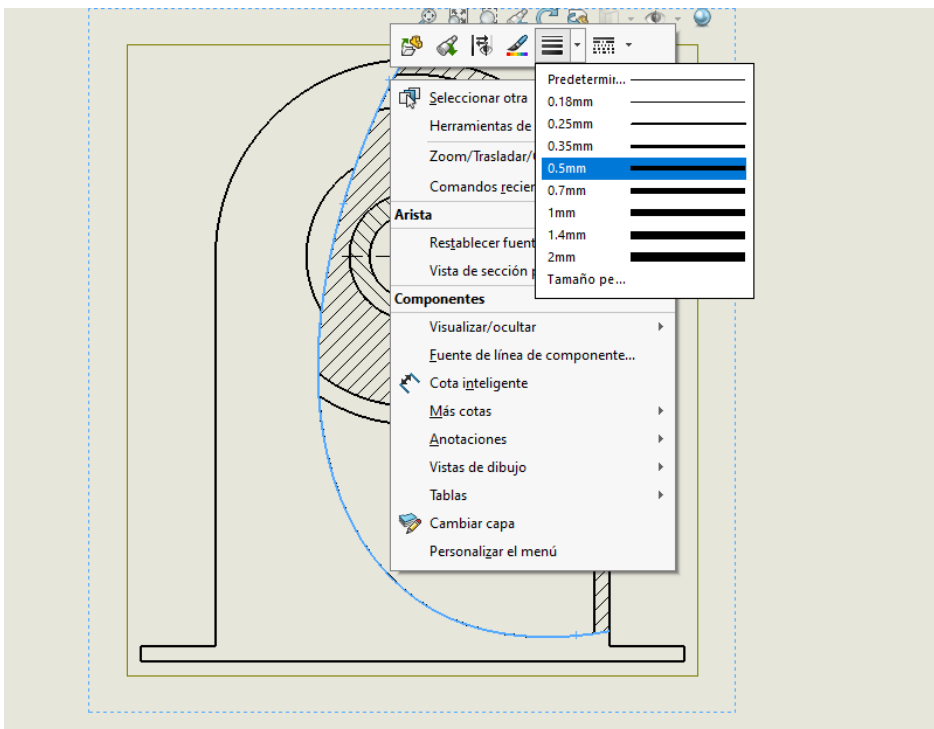 Predetermin...
0.18mm
0.25mm
0.35mm
0.5mm
0.7mm
1mm
1.4mm
2mm
Tamaño pe...
Seleccionar otra
Herramientas de
Zoom/Trasladar/
Comandos recien
Arista
Restablecer fuent
Vista de sección p
Componentes
Visualizar/ocultar
Fuente de línea de componente...
Cota inteligente
Más cotas
Anotaciones
Vistas de dibujo
Tablas
Cambiar capa
Personalizar el menú